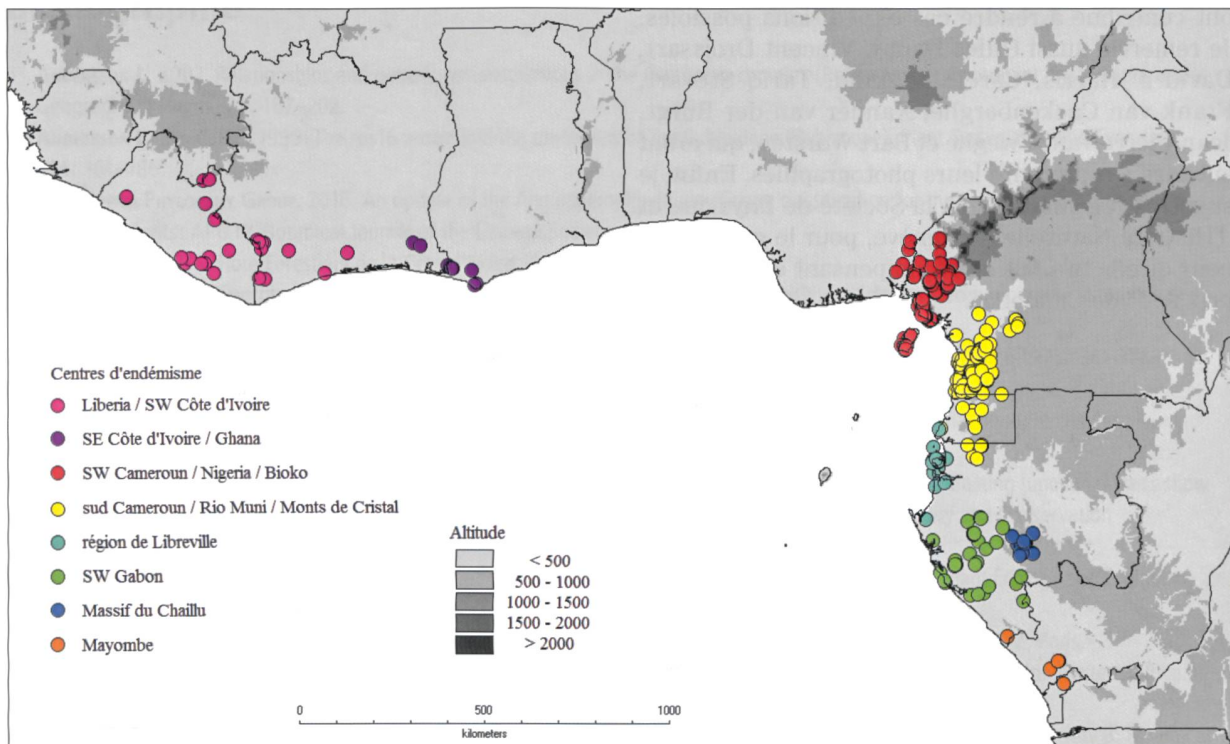 Centres d'endémisme
Liberia / SW Côte d'Ivoire
SE Côte d'Ivoire / Ghana
SW Cameroun / Nigeria / Bioko
sud Cameroun / Rio Muni / Monts de Cristal
région de Libreville
SW Gabon
Massif du Chaillu
Mayombe
Altitude
< 500
500 - 1000
1000 - 1500
1500 - 2000
> 2000
0 500 1000
kilometers